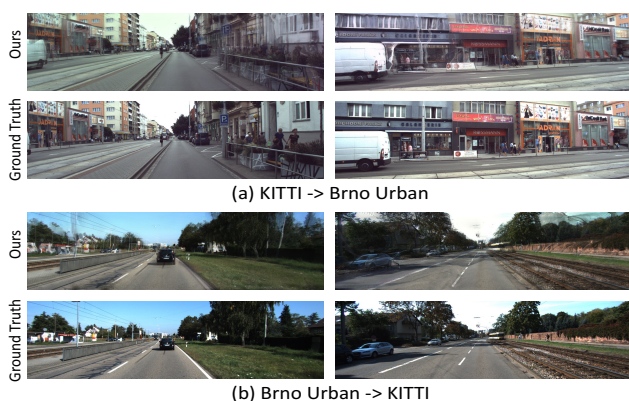 Ours
Ground Truth
(a) KITTI -> Brno Urban
Ours
Ground Truth
(b) Brno Urban -> KITTI